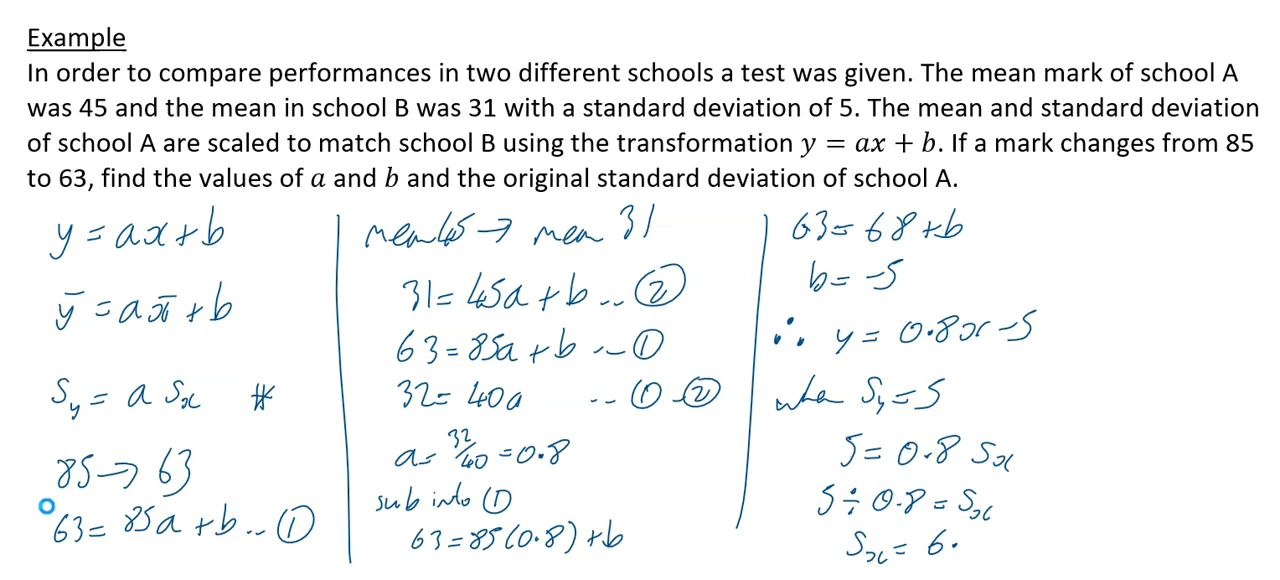 Example
In order to compare performances in two different schools a test was given. The mean mark of school A
was 45 and the mean in school B was 31 with a standard deviation of 5. The mean and standard deviation
of school A are scaled to match school B using the transformation y = ax + b. If a mark changes from 85
to 63, find the values of a and b and the original standard deviation of school A.
y = ax + b
ȳ = ax̄ + b
Sy = a Sx *
85 → 63
63 = 85a + b .. ①
mean 45 → mean 31
31 = 45a + b .. ②
63 = 85a + b .. ①
32 = 40a .. ① - ②
a = 32/40 = 0.8
sub into ①
63 = 85(0.8) + b
63 = 68 + b
b = -5
∴ y = 0.8x - 5
when Sy = 5
5 = 0.8 Sx
5 ÷ 0.8 = Sx
Sx = 6.